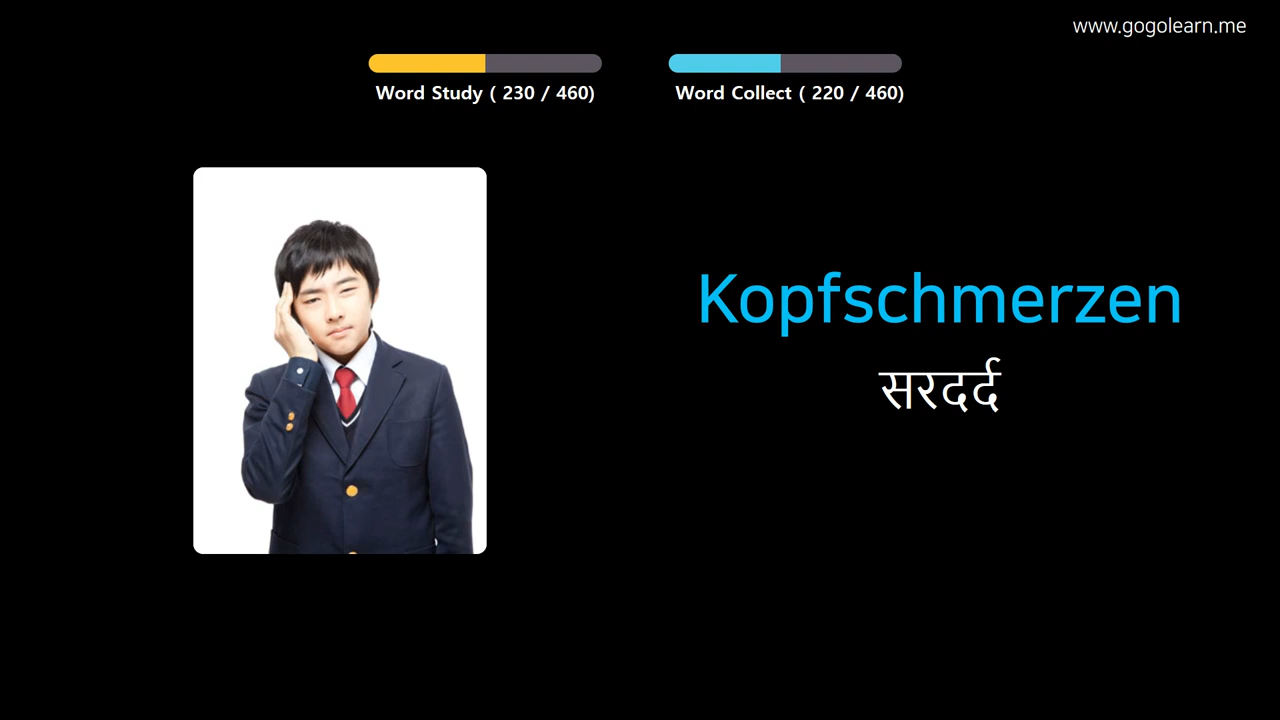 www.gogolearn.me
Word Study ( 230 / 460)
Word Collect ( 220 / 460)
Kopfschmerzen
सरदर्द